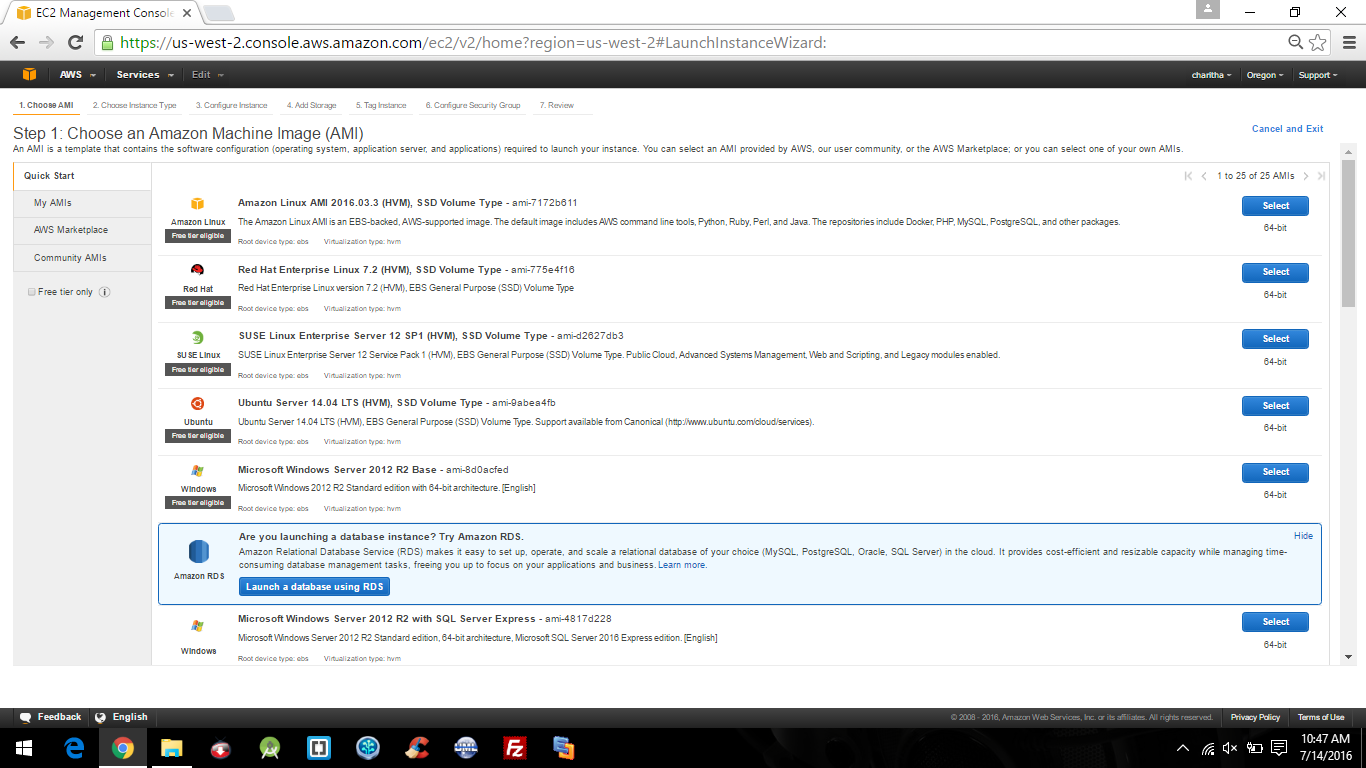 EC2 Management Consol
https://us-west-2.console.aws.amazon.com/ec2/v2/home?region=us-west-2#LaunchInstanceWizard:
AWS Services Edit charitha Oregon Support
1. Choose AMI 2. Choose Instance Type 3. Configure Instance 4. Add Storage 5. Tag Instance 6. Configure Security Group 7. Review
Step 1: Choose an Amazon Machine Image (AMI)
Cancel and Exit
An AMI is a template that contains the software configuration (operating system, application server, and applications) required to launch your instance. You can select an AMI provided by AWS, our user community, or the AWS Marketplace; or you can select one of your own AMIs.
Quick Start
My AMIs
AWS Marketplace
Community AMIs
Free tier only
1 to 25 of 25 AMIs
Amazon Linux
Free tier eligible
Amazon Linux AMI 2016.03.3 (HVM), SSD Volume Type - ami-7172b611
The Amazon Linux AMI is an EBS-backed, AWS-supported image. The default image includes AWS command line tools, Python, Ruby, Perl, and Java. The repositories include Docker, PHP, MySQL, PostgreSQL, and other packages.
Root device type: ebs Virtualization type: hvm
Select
64-bit
Red Hat
Free tier eligible
Red Hat Enterprise Linux 7.2 (HVM), SSD Volume Type - ami-775e4f16
Red Hat Enterprise Linux version 7.2 (HVM), EBS General Purpose (SSD) Volume Type
Root device type: ebs Virtualization type: hvm
Select
64-bit
SUSE Linux
Free tier eligible
SUSE Linux Enterprise Server 12 SP1 (HVM), SSD Volume Type - ami-d2627db3
SUSE Linux Enterprise Server 12 Service Pack 1 (HVM), EBS General Purpose (SSD) Volume Type. Public Cloud, Advanced Systems Management, Web and Scripting, and Legacy modules enabled.
Root device type: ebs Virtualization type: hvm
Select
64-bit
Ubuntu
Free tier eligible
Ubuntu Server 14.04 LTS (HVM), SSD Volume Type - ami-9abea4fb
Ubuntu Server 14.04 LTS (HVM), EBS General Purpose (SSD) Volume Type. Support available from Canonical (http://www.ubuntu.com/cloud/services).
Root device type: ebs Virtualization type: hvm
Select
64-bit
Windows
Free tier eligible
Microsoft Windows Server 2012 R2 Base - ami-8d0acfed
Microsoft Windows 2012 R2 Standard edition with 64-bit architecture. [English]
Root device type: ebs Virtualization type: hvm
Select
64-bit
Amazon RDS
Are you launching a database instance? Try Amazon RDS.
Hide
Amazon Relational Database Service (RDS) makes it easy to set up, operate, and scale a relational database of your choice (MySQL, PostgreSQL, Oracle, SQL Server) in the cloud. It provides cost-efficient and resizable capacity while managing time-
consuming database management tasks, freeing you up to focus on your applications and business. Learn more.
Launch a database using RDS
Windows
Microsoft Windows Server 2012 R2 with SQL Server Express - ami-4817d228
Microsoft Windows Server 2012 R2 Standard edition, 64-bit architecture, Microsoft SQL Server 2016 Express edition. [English]
Root device type: ebs Virtualization type: hvm
Select
64-bit
Feedback English © 2008 - 2016, Amazon Web Services, Inc. or its affiliates. All rights reserved. Privacy Policy Terms of Use
10:47 AM
7/14/2016